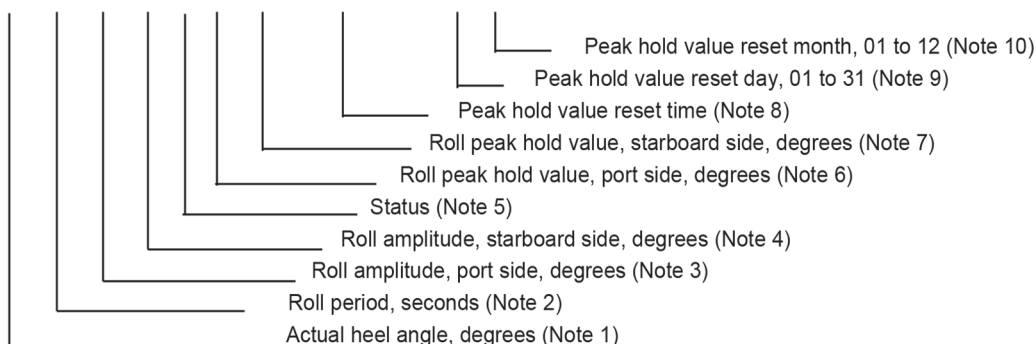 Peak hold value reset month, 01 to 12 (Note 10)
Peak hold value reset day, 01 to 31 (Note 9)
Peak hold value reset time (Note 8)
Roll peak hold value, starboard side, degrees (Note 7)
Roll peak hold value, port side, degrees (Note 6)
Status (Note 5)
Roll amplitude, starboard side, degrees (Note 4)
Roll amplitude, port side, degrees (Note 3)
Roll period, seconds (Note 2)
Actual heel angle, degrees (Note 1)